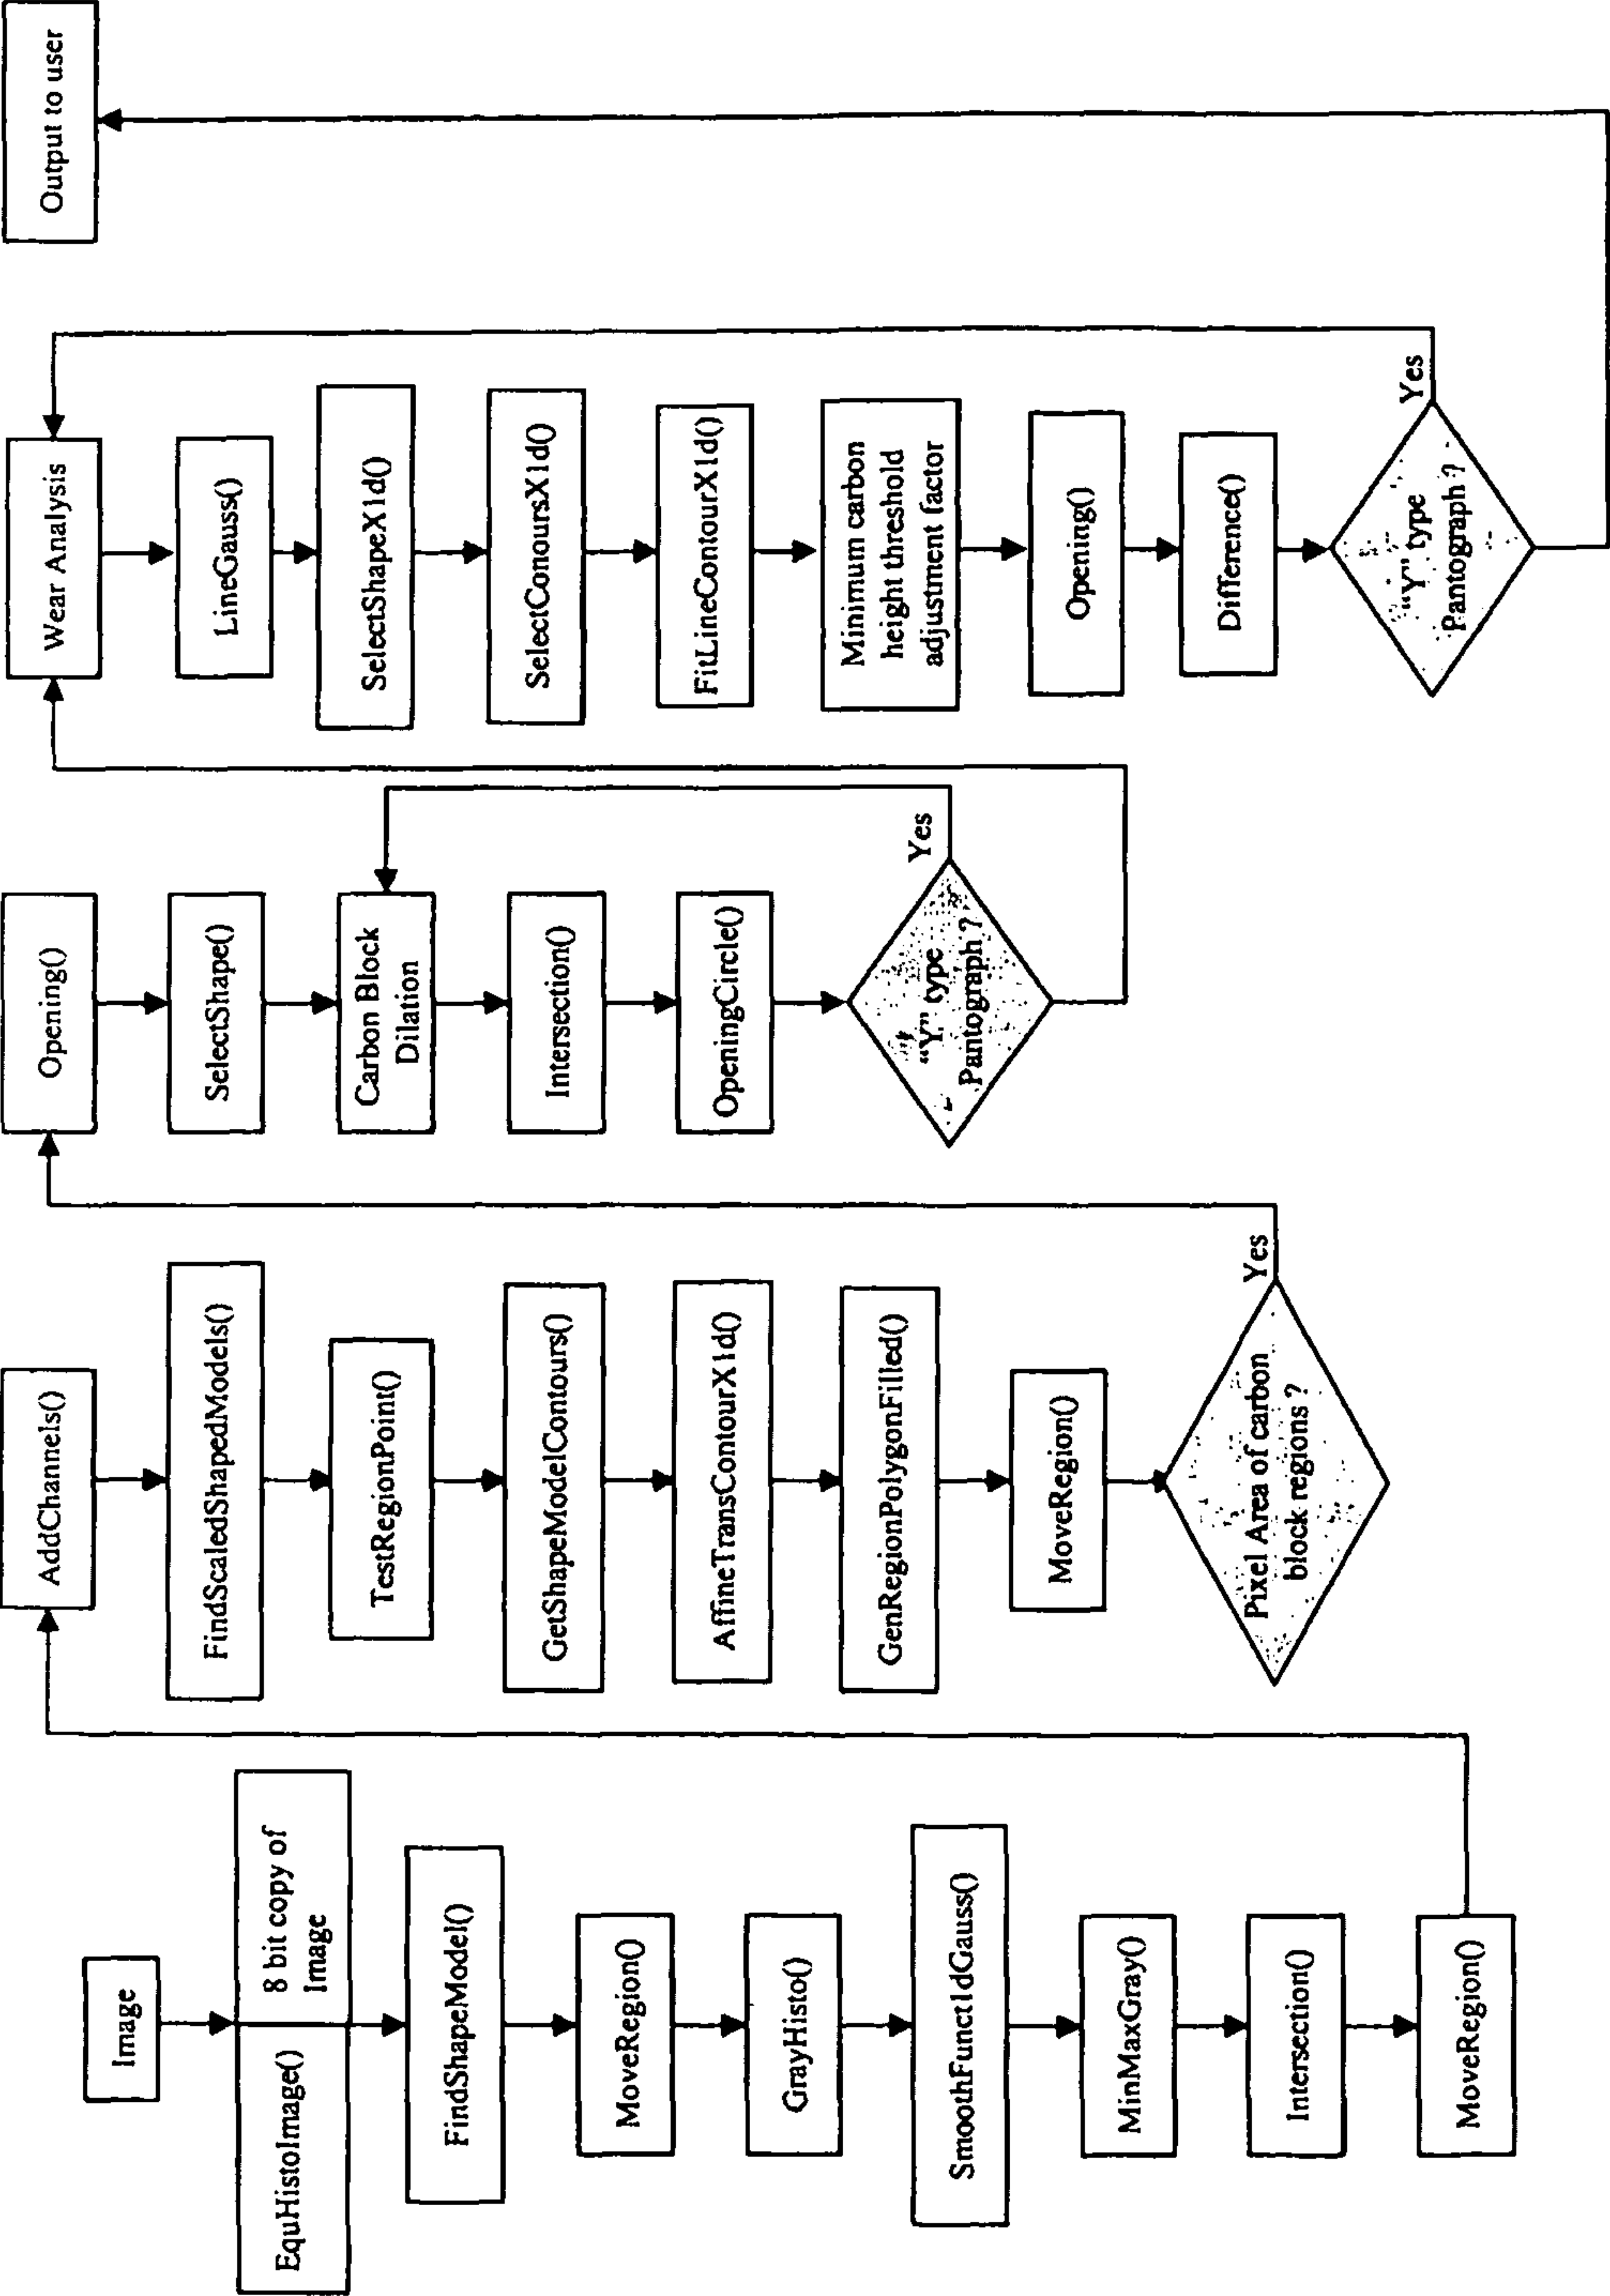 Image
EquHistoImage()
8 bit copy of
Image
FindShapeModel()
MoveRegion()
GrayHisto()
SmoothFunct1dGauss()
MinMaxGray()
Intersection()
MoveRegion()
AddChannels()
FindScaledShapedModels()
TestRegionPoint()
GetShapeModelContours()
AffineTransContourX1d()
GenRegionPolygonFilled()
MoveRegion()
Pixel Area of carbon
block regions ?
Yes
Opening()
SelectShape()
Carbon Block
Dilation
Intersection()
OpeningCircle()
"Y" type
Pantograph ?
Yes
Wear Analysis
LineGauss()
SelectShapeX1d()
SelectConoursX1d()
FitLineContourX1d()
Minimum carbon
height threshold
adjustment factor
Opening()
Difference()
"Y" type
Pantograph ?
Yes
Output to user